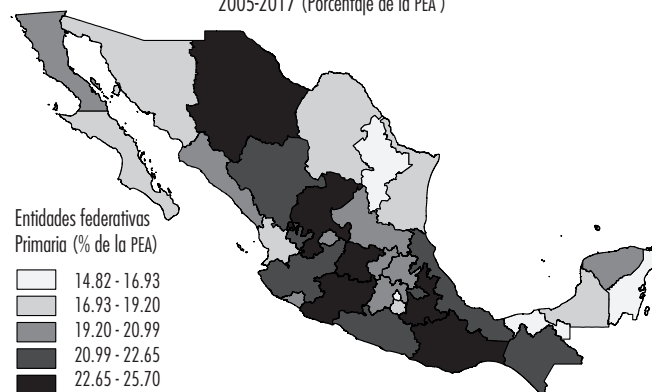 2005-2017 (Porcentaje de la PEA )
Entidades federativas
Primaria (% de la PEA)
14.82 - 16.93
16.93 - 19.20
19.20 - 20.99
20.99 - 22.65
22.65 - 25.70